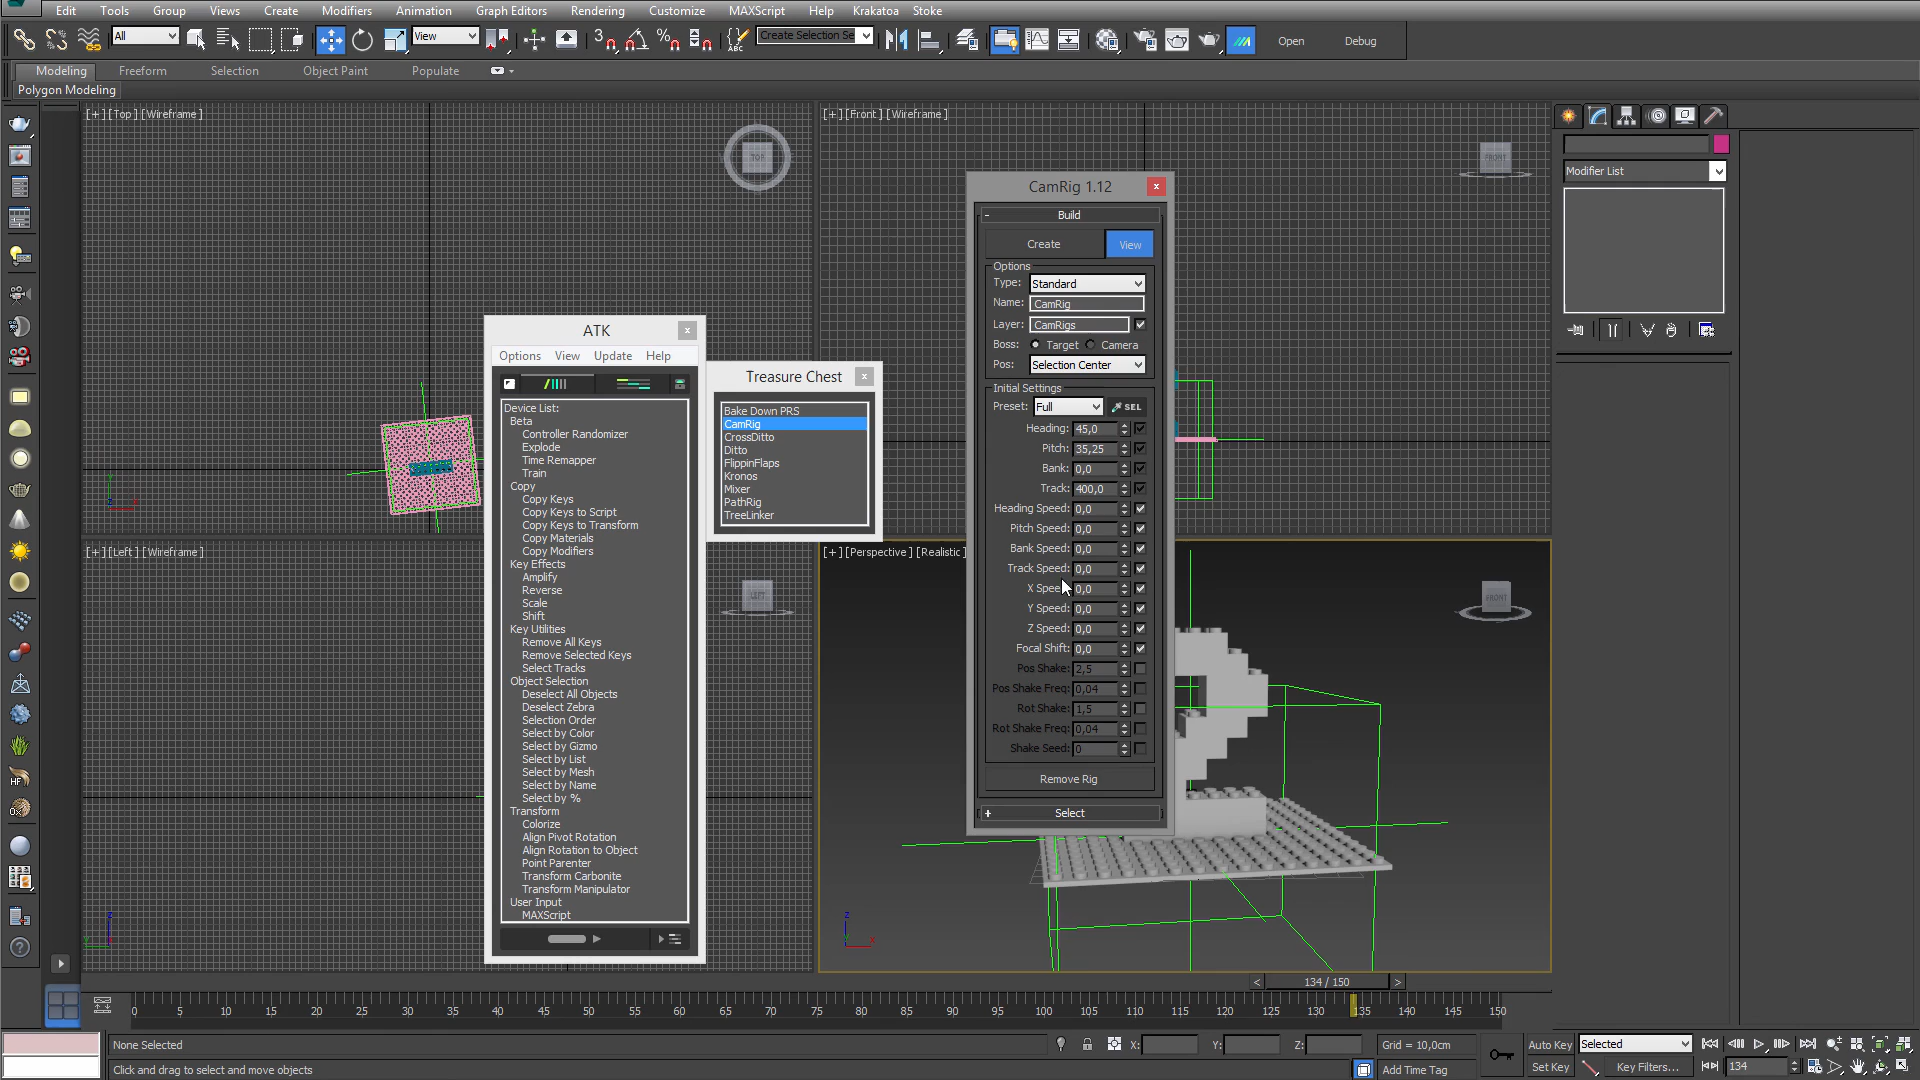 Edit Tools Group Views Create Modifiers Animation Graph Editors Rendering Customize MAXScript Help Krakatoa Stoke
All View Create Selection Se Open Debug
Modeling Freeform Selection Object Paint Populate
Polygon Modeling
[+] [Top] [Wireframe]
TOP
[+] [Front] [Wireframe]
FRONT
[+] [Left] [Wireframe]
LEFT
[+] [Perspective] [Realistic]
FRONT
ATK
Options View Update Help
Device List:
Beta
Controller Randomizer
Explode
Time Remapper
Train
Copy
Copy Keys
Copy Keys to Script
Copy Keys to Transform
Copy Materials
Copy Modifiers
Key Effects
Amplify
Reverse
Scale
Shift
Key Utilities
Remove All Keys
Remove Selected Keys
Select Tracks
Object Selection
Deselect All Objects
Deselect Zebra
Selection Order
Select by Color
Select by Gizmo
Select by List
Select by Mesh
Select by Name
Select by %
Transform
Colorize
Align Pivot Rotation
Align Rotation to Object
Point Parenter
Transform Carbonite
Transform Manipulator
User Input
MAXScript
Treasure Chest
Bake Down PRS
CamRig
CrossDitto
Ditto
FlippinFlaps
Kronos
Mixer
PathRig
TreeLinker
CamRig 1.12
- Build
Create View
Options
Type: Standard
Name: CamRig
Layer: CamRigs
Boss: Target Camera
Pos: Selection Center
Initial Settings
Preset: Full SEL
Heading: 45,0
Pitch: 35,25
Bank: 0,0
Track: 400,0
Heading Speed: 0,0
Pitch Speed: 0,0
Bank Speed: 0,0
Track Speed: 0,0
X Speed 0,0
Y Speed: 0,0
Z Speed: 0,0
Focal Shift: 0,0
Pos Shake: 2,5
Pos Shake Freq: 0,04
Rot Shake: 1,5
Rot Shake Freq: 0,04
Shake Seed: 0
Remove Rig
+ Select
Modifier List
< 134 / 150 >
0 5 10 15 20 25 30 35 40 45 50 55 60 65 70 75 80 85 90 95 100 105 110 115 120 125 130 135 140 145 150
None Selected X: Y: Z: Grid = 10,0cm Auto Key Selected
Click and drag to select and move objects Add Time Tag Set Key Key Filters... 134